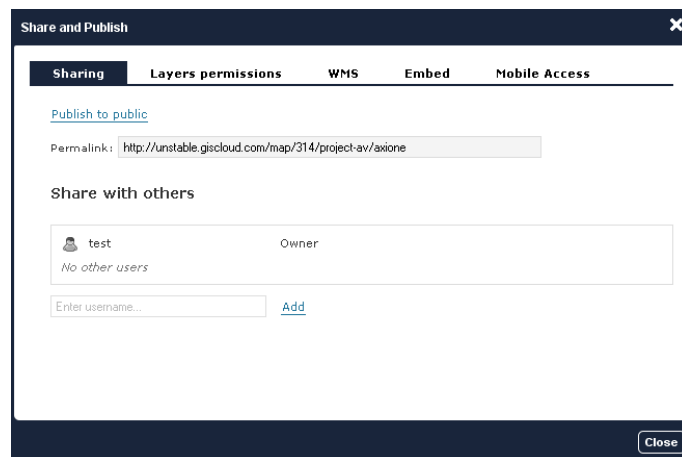 Share and Publish
Sharing Layers permissions WMS Embed Mobile Access
Publish to public
Permalink: http://unstable.giscloud.com/map/314/project-av/axione
Share with others
test Owner
No other users
Enter username... Add
Close